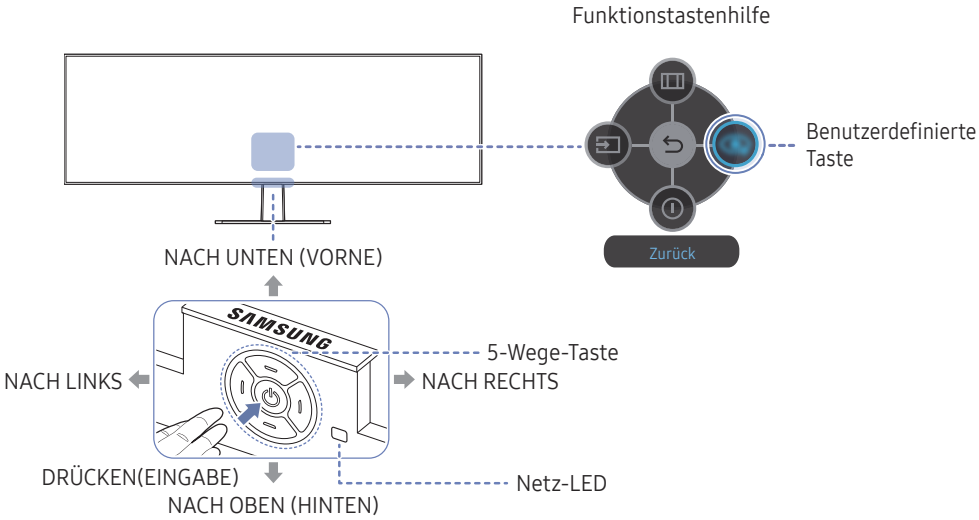 Funktionstastenhilfe
Benutzerdefinierte
Taste
Zurück
NACH UNTEN (VORNE)
SAMSUNG
5-Wege-Taste
NACH LINKS
NACH RECHTS
DRÜCKEN(EINGABE)
Netz-LED
NACH OBEN (HINTEN)